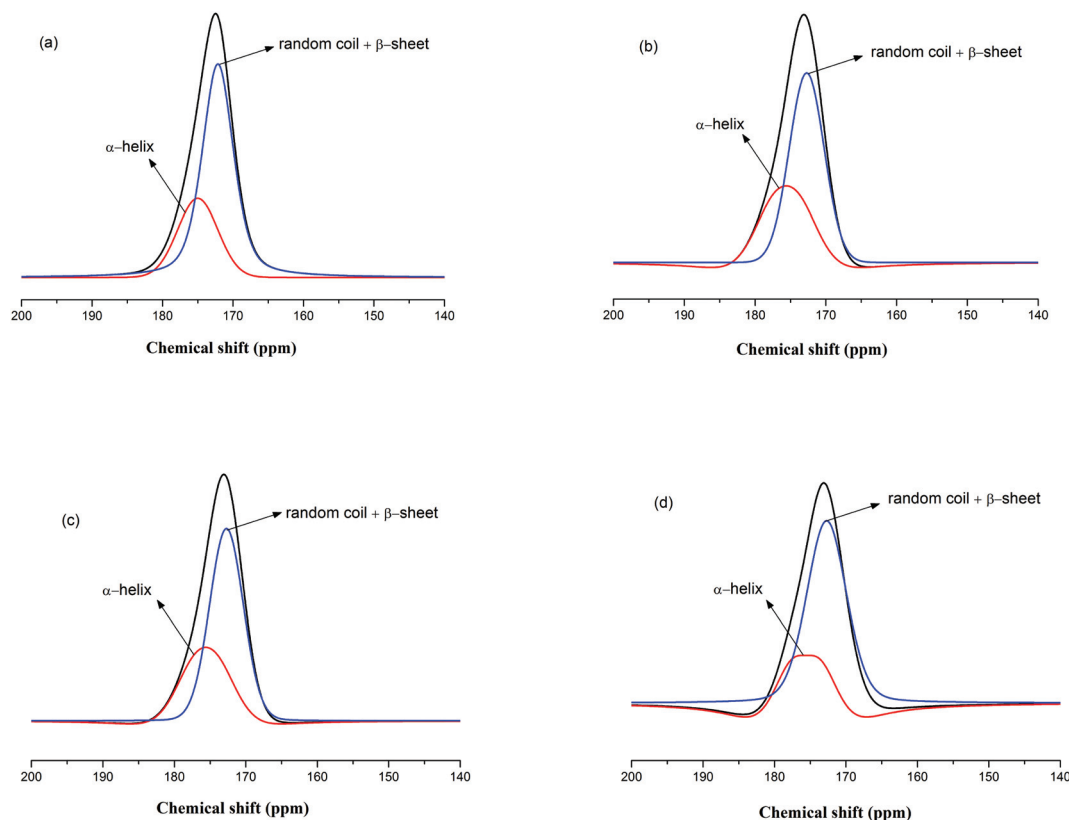 (a)
random coil + β−sheet
α−helix
200 190 180 170 160 150 140
Chemical shift (ppm)
(b)
random coil + β−sheet
α−helix
200 190 180 170 160 150 140
Chemical shift (ppm)
(c)
random coil + β−sheet
α−helix
200 190 180 170 160 150 140
Chemical shift (ppm)
(d)
random coil + β−sheet
α−helix
200 190 180 170 160 150 140
Chemical shift (ppm)